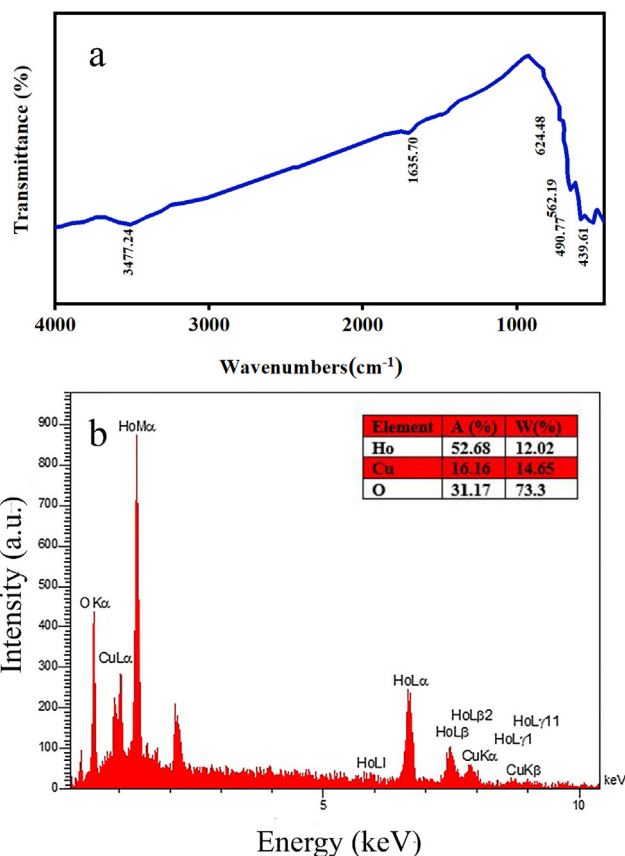 a
Transmittance (%)
3477.24
1635.70
624.48
562.19
490.77
439.61
4000 3000 2000 1000
Wavenumbers(cm-1)
b
Intensity (a.u.)
900
800
700
600
500
400
300
200
100
0
HoMα
O Kα
CuLα
HoLl
HoLα
HoLβ
HoLβ2
CuKα
HoLγ1
HoLγ11
CuKβ
Element A (%) W(%)
Ho 52.68 12.02
Cu 16.16 14.65
O 31.17 73.3
5 10 keV
Energy (keV)